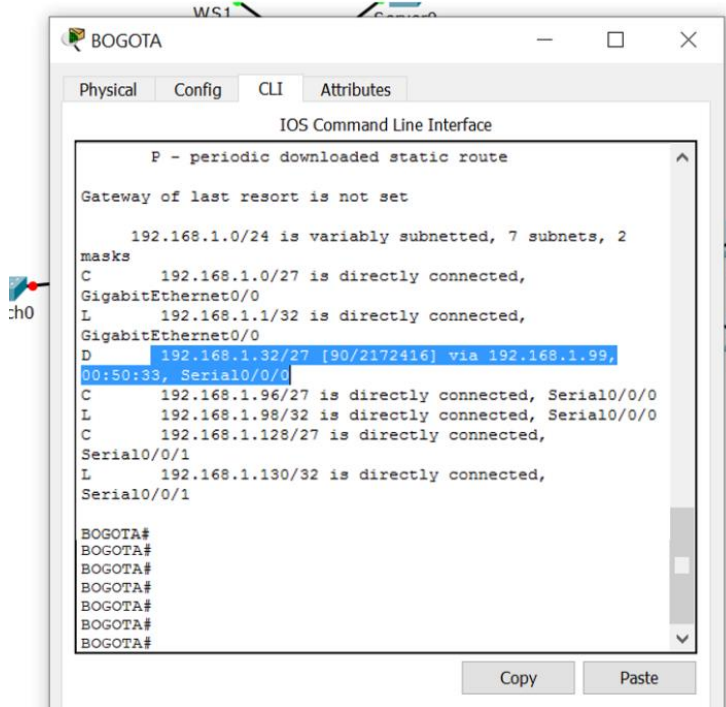 WS1
Server0
BOGOTA
Physical Config CLI Attributes
IOS Command Line Interface
P - periodic downloaded static route
Gateway of last resort is not set
192.168.1.0/24 is variably subnetted, 7 subnets, 2
masks
C 192.168.1.0/27 is directly connected,
GigabitEthernet0/0
L 192.168.1.1/32 is directly connected,
GigabitEthernet0/0
D 192.168.1.32/27 [90/2172416] via 192.168.1.99,
00:50:33, Serial0/0/0
C 192.168.1.96/27 is directly connected, Serial0/0/0
L 192.168.1.98/32 is directly connected, Serial0/0/0
C 192.168.1.128/27 is directly connected,
Serial0/0/1
L 192.168.1.130/32 is directly connected,
Serial0/0/1
BOGOTA#
BOGOTA#
BOGOTA#
BOGOTA#
BOGOTA#
BOGOTA#
BOGOTA#
ch0
Copy Paste